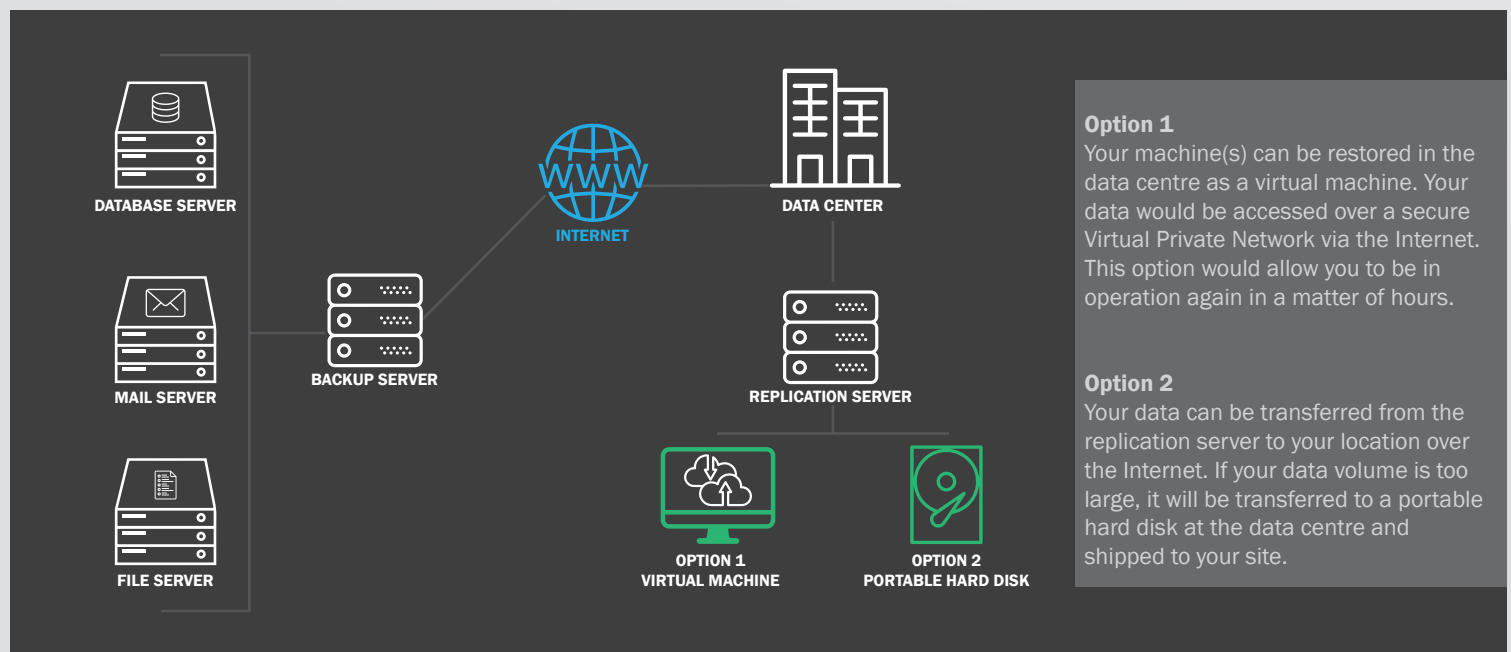 DATABASE SERVER
MAIL SERVER
FILE SERVER
BACKUP SERVER
WWW
INTERNET
DATA CENTER
REPLICATION SERVER
OPTION 1
VIRTUAL MACHINE
OPTION 2
PORTABLE HARD DISK
Option 1
Your machine(s) can be restored in the
data centre as a virtual machine. Your
data would be accessed over a secure
Virtual Private Network via the Internet.
This option would allow you to be in
operation again in a matter of hours.
Option 2
Your data can be transferred from the
replication server to your location over
the Internet. If your data volume is too
large, it will be transferred to a portable
hard disk at the data centre and
shipped to your site.